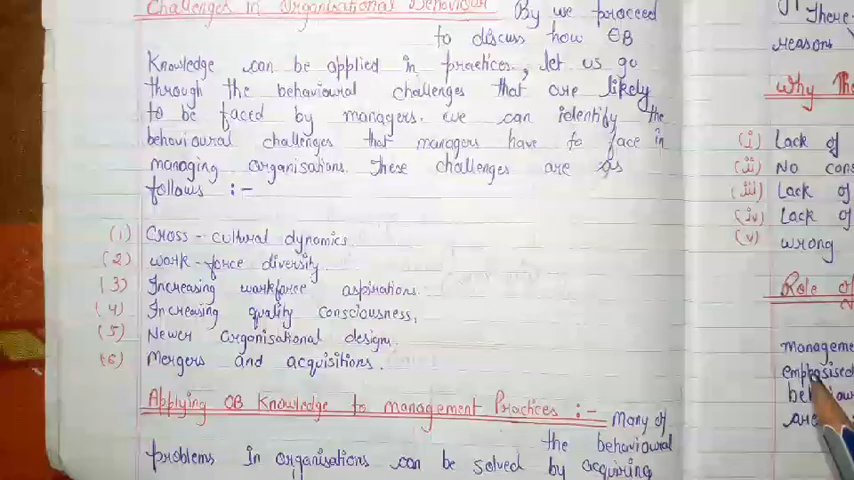 Challenges in Organisational Behaviour By we proceed
to discuss how OB
Knowledge can be applied in practices, let us go
through the behavioural challenges that are likely
to be faced by managers. we can identify the
behavioural challenges that managers have to face in
managing organisations. These challenges are as
follows :-
(1) Cross-cultural dynamics
(2) work-force diversity
(3) Increasing workforce aspirations.
(4) Increasing quality consciousness,
(5) Newer organisational design,
(6) Mergers and acquisitions.
Applying OB Knowledge to management Practices :- Many of
the behavioural
problems in organisations can be solved by acquiring
There
reasons
Why The
(i) Lack of
(ii) No cons
(iii) Lack of
(iv) Lack of
(v) wrong
Role of
manageme
emphasised